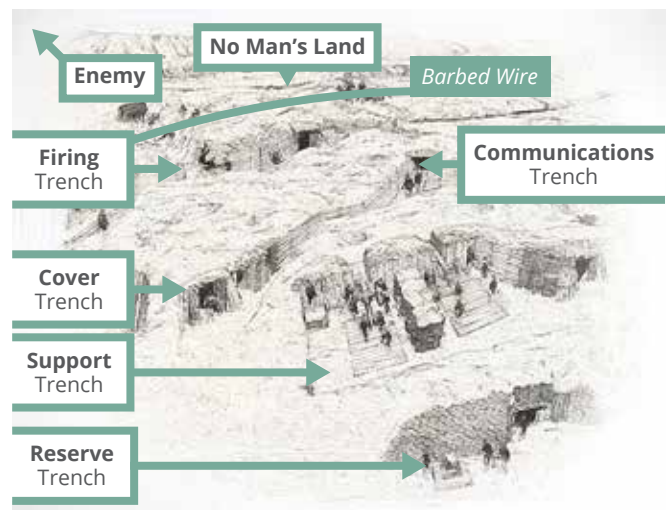 No Man's Land
Enemy
Barbed Wire
Firing
Trench
Communications
Trench
Cover
Trench
Support
Trench
Reserve
Trench